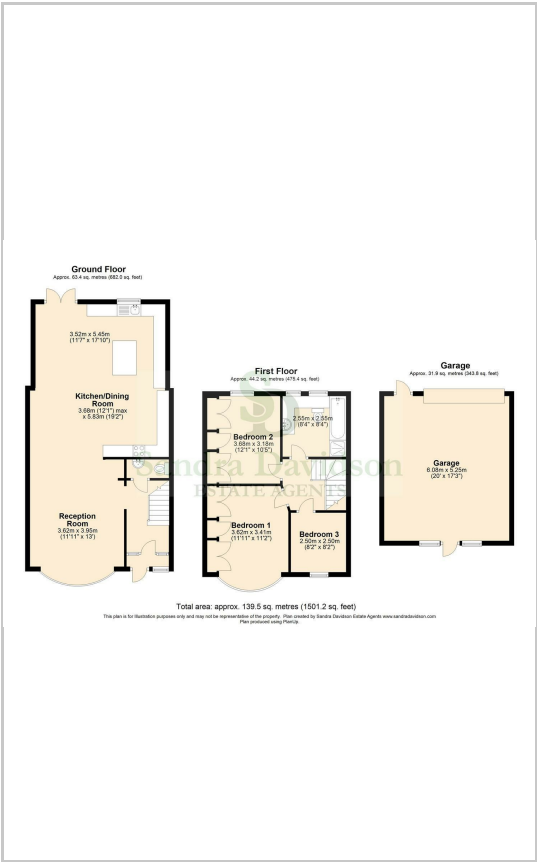 Ground Floor
Approx. 63.4 sq. metres (682.0 sq. feet)
3.52m x 5.45m
(11'7" x 17'10")
Kitchen/Dining
Room
3.68m (12'1") max
x 5.83m (19'2")
Reception
Room
3.62m x 3.95m
(11'11" x 13')
First Floor
Approx. 44.2 sq. metres (475.4 sq. feet)
2.55m x 2.55m
(8'4" x 8'4")
Bedroom 2
3.68m x 3.18m
(12'1" x 10'5")
Bedroom 1
3.62m x 3.41m
(11'11" x 11'2")
Bedroom 3
2.50m x 2.50m
(8'2" x 8'2")
Garage
Approx. 31.9 sq. metres (343.8 sq. feet)
Garage
6.08m x 5.25m
(20' x 17'3")
Sandra Davidson
ESTATE AGENTS
Total area: approx. 139.5 sq. metres (1501.2 sq. feet)
This plan is for illustration purposes only and may not be representative of the property. Plan created by Sandra Davidson Estate Agents www.sandradavidson.com
Plan produced using PlanUp.